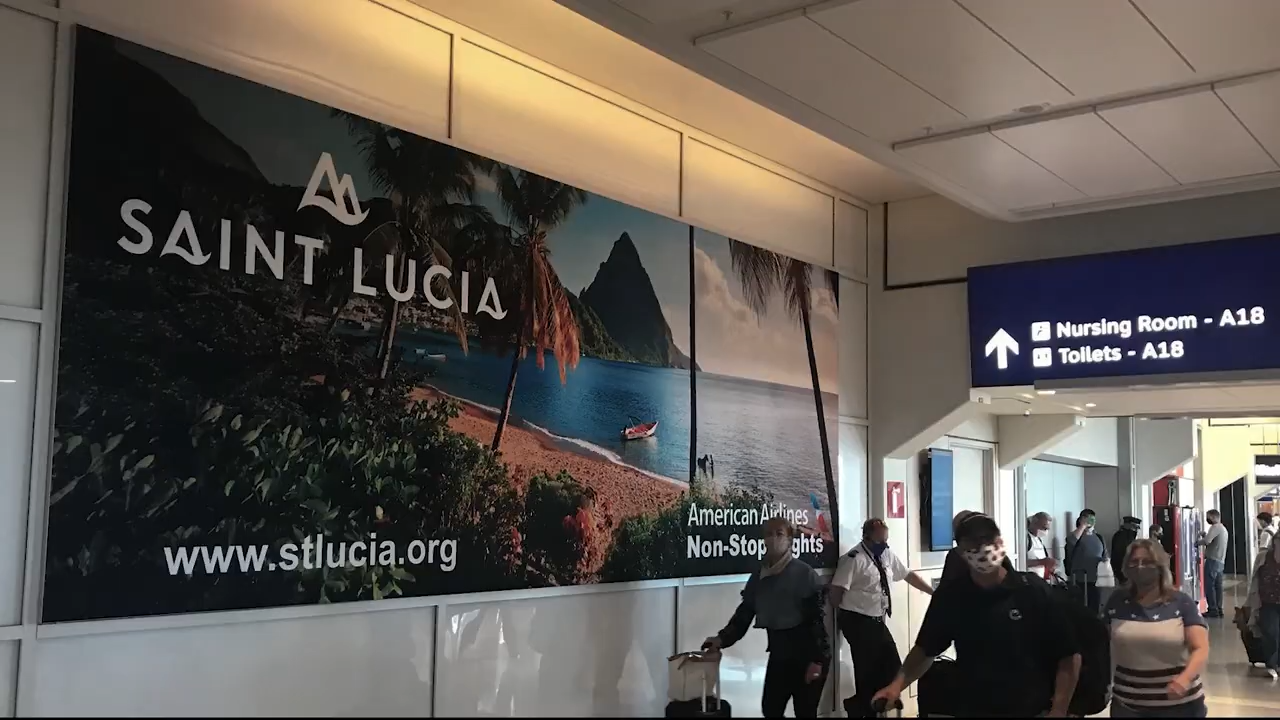 SAINT LUCIA
www.stlucia.org
American Airlines
Non-Stop
Nursing Room - A18
Toilets - A18